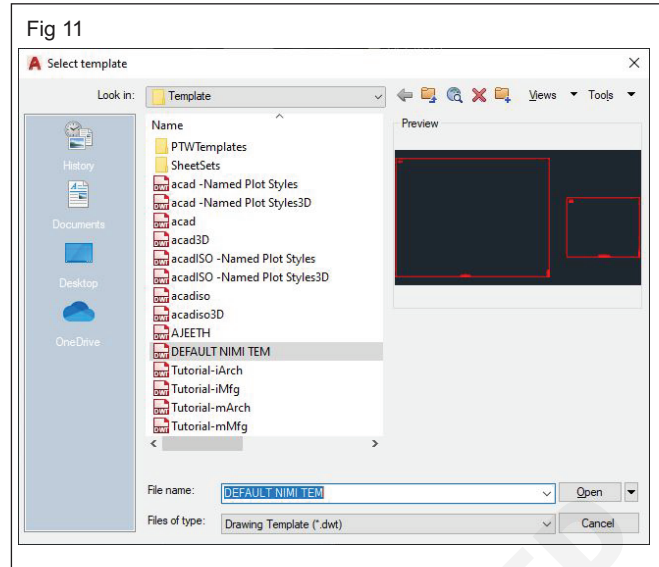 Fig 11
A Select template
Look in: Template Views Tools
Name
PTWTemplates
SheetSets
acad -Named Plot Styles
acad -Named Plot Styles3D
acad
acad3D
acadISO -Named Plot Styles
acadISO -Named Plot Styles3D
acadiso
acadiso3D
AJEETH
DEFAULT NIMI TEM
Tutorial-iArch
Tutorial-iMfg
Tutorial-mArch
Tutorial-mMfg
History
Documents
Desktop
OneDrive
Preview
File name: DEFAULT NIMI TEM Open
Files of type: Drawing Template (*.dwt) Cancel